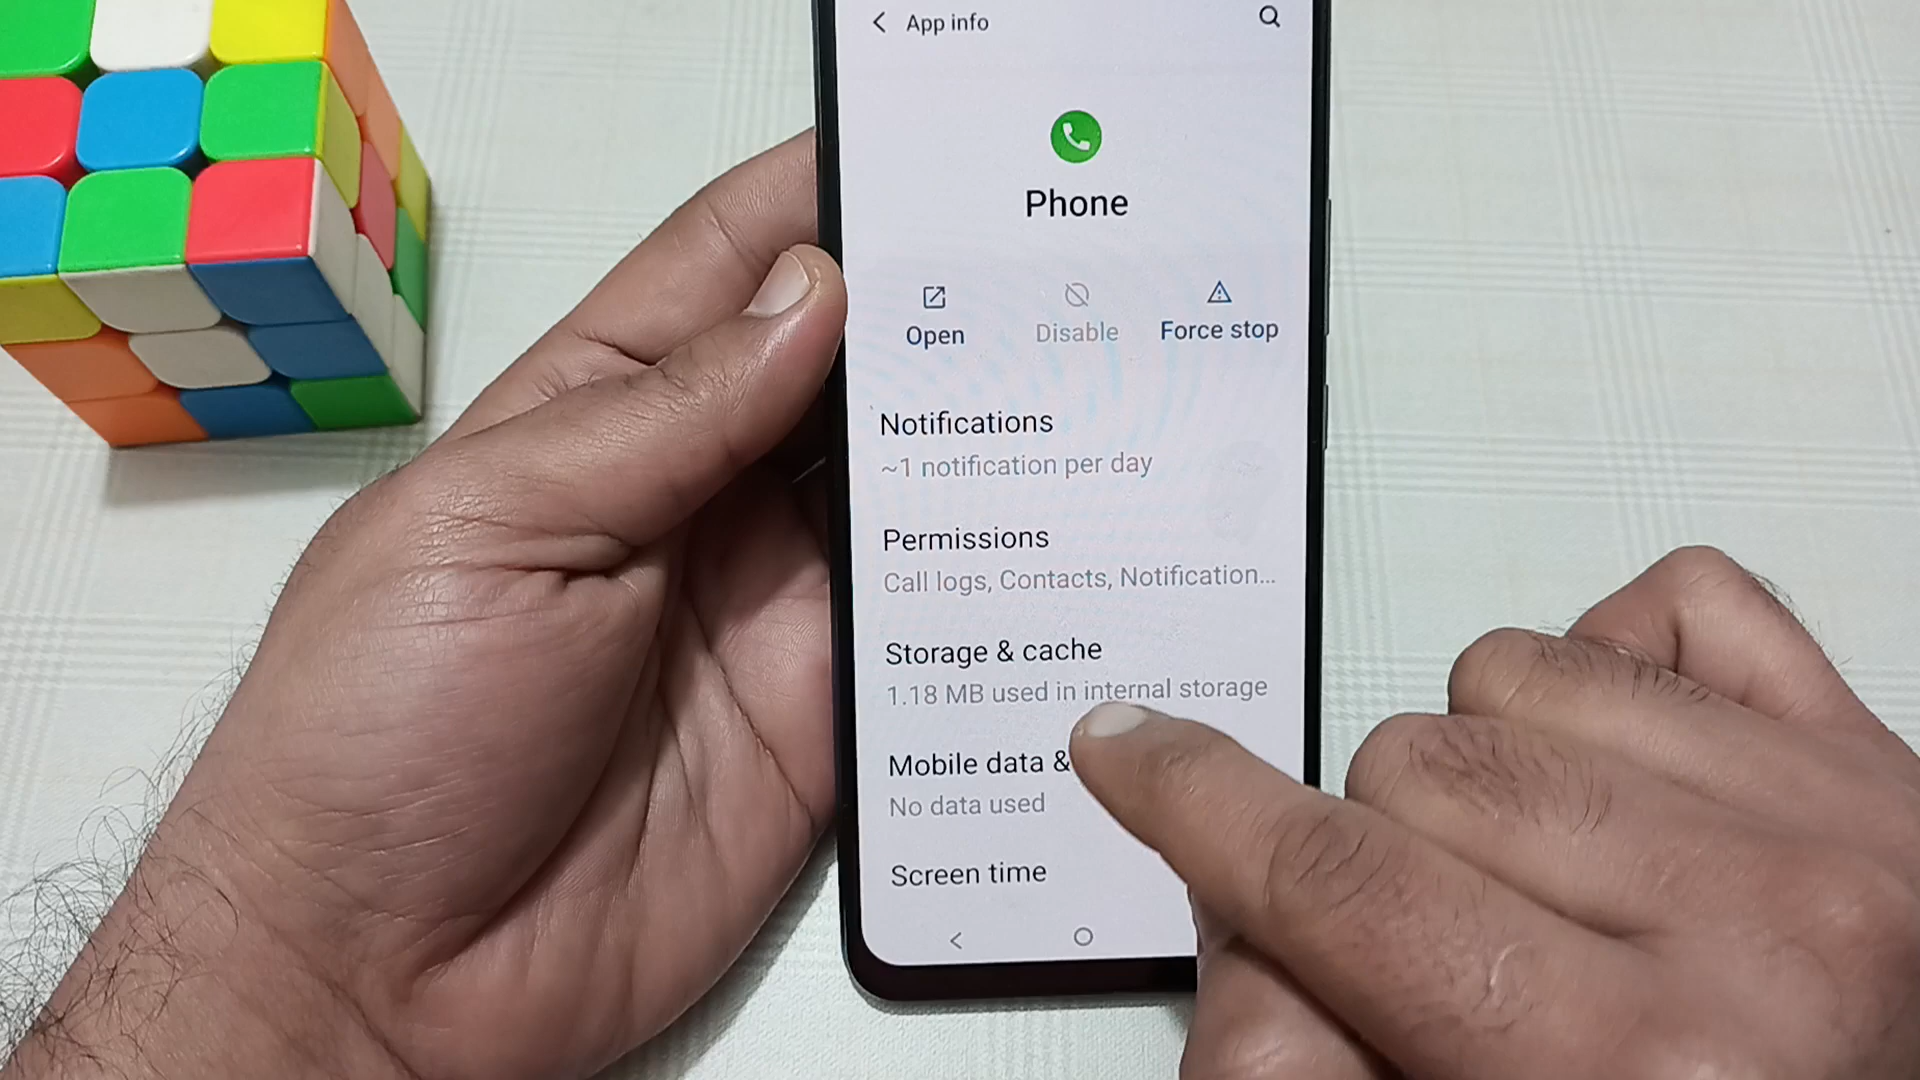 App info
Phone
Open
Disable
Force stop
Notifications
~1 notification per day
Permissions
Call logs, Contacts, Notification...
Storage & cache
1.18 MB used in internal storage
Mobile data &
No data used
Screen time